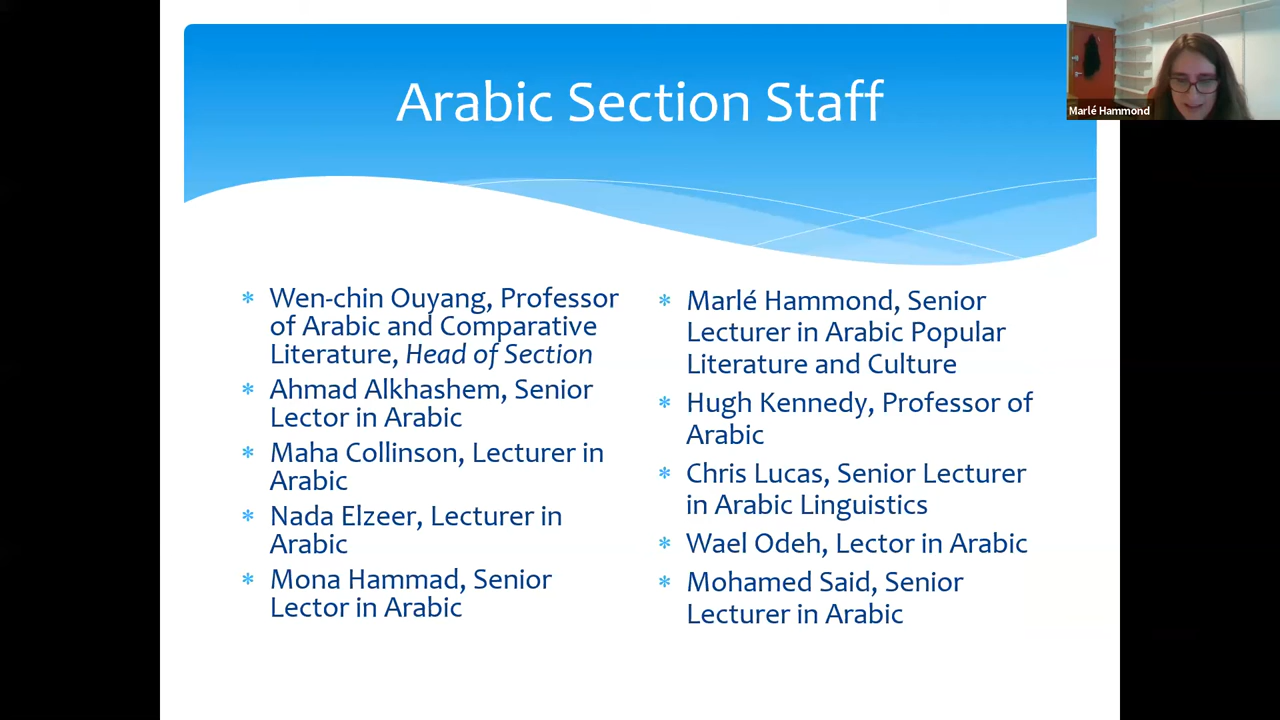 Arabic Section Staff
Marlé Hammond
Wen-chin Ouyang, Professor
of Arabic and Comparative
Literature, Head of Section
Ahmad Alkhashem, Senior
Lector in Arabic
Maha Collinson, Lecturer in
Arabic
Nada Elzeer, Lecturer in
Arabic
Mona Hammad, Senior
Lector in Arabic
Marlé Hammond, Senior
Lecturer in Arabic Popular
Literature and Culture
Hugh Kennedy, Professor of
Arabic
Chris Lucas, Senior Lecturer
in Arabic Linguistics
Wael Odeh, Lector in Arabic
Mohamed Said, Senior
Lecturer in Arabic